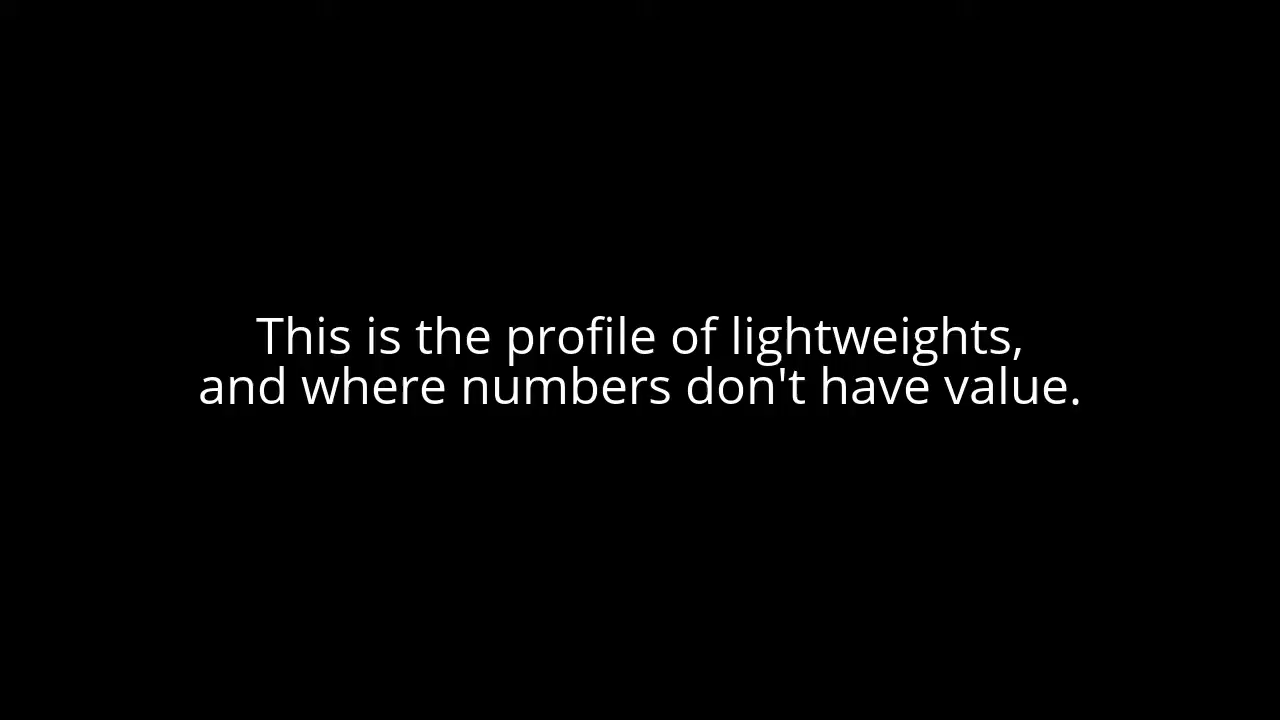 This is the profile of lightweights,
and where numbers don't have value.